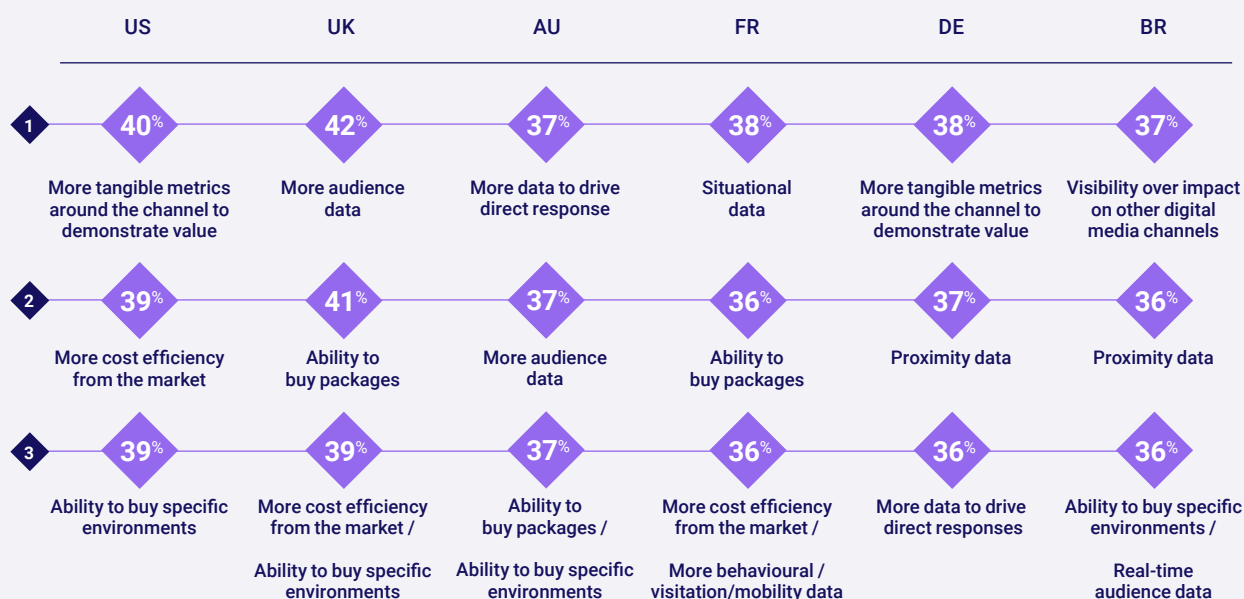 US UK AU FR DE BR
1 40% 42% 37% 38% 38% 37%
More tangible metrics More audience More data to drive Situational More tangible metrics Visibility over impact
around the channel to data direct response data around the channel to on other digital
demonstrate value demonstrate value media channels
2 39% 41% 37% 36% 37% 36%
More cost efficiency Ability to More audience Ability to Proximity data Proximity data
from the market buy packages data buy packages
3 39% 39% 37% 36% 36% 36%
Ability to buy specific More cost efficiency Ability to More cost efficiency More data to drive Ability to buy specific
environments from the market / buy packages / from the market / direct responses environments /
Ability to buy specific Ability to buy specific More behavioural / Real-time
environments environments visitation/mobility data audience data